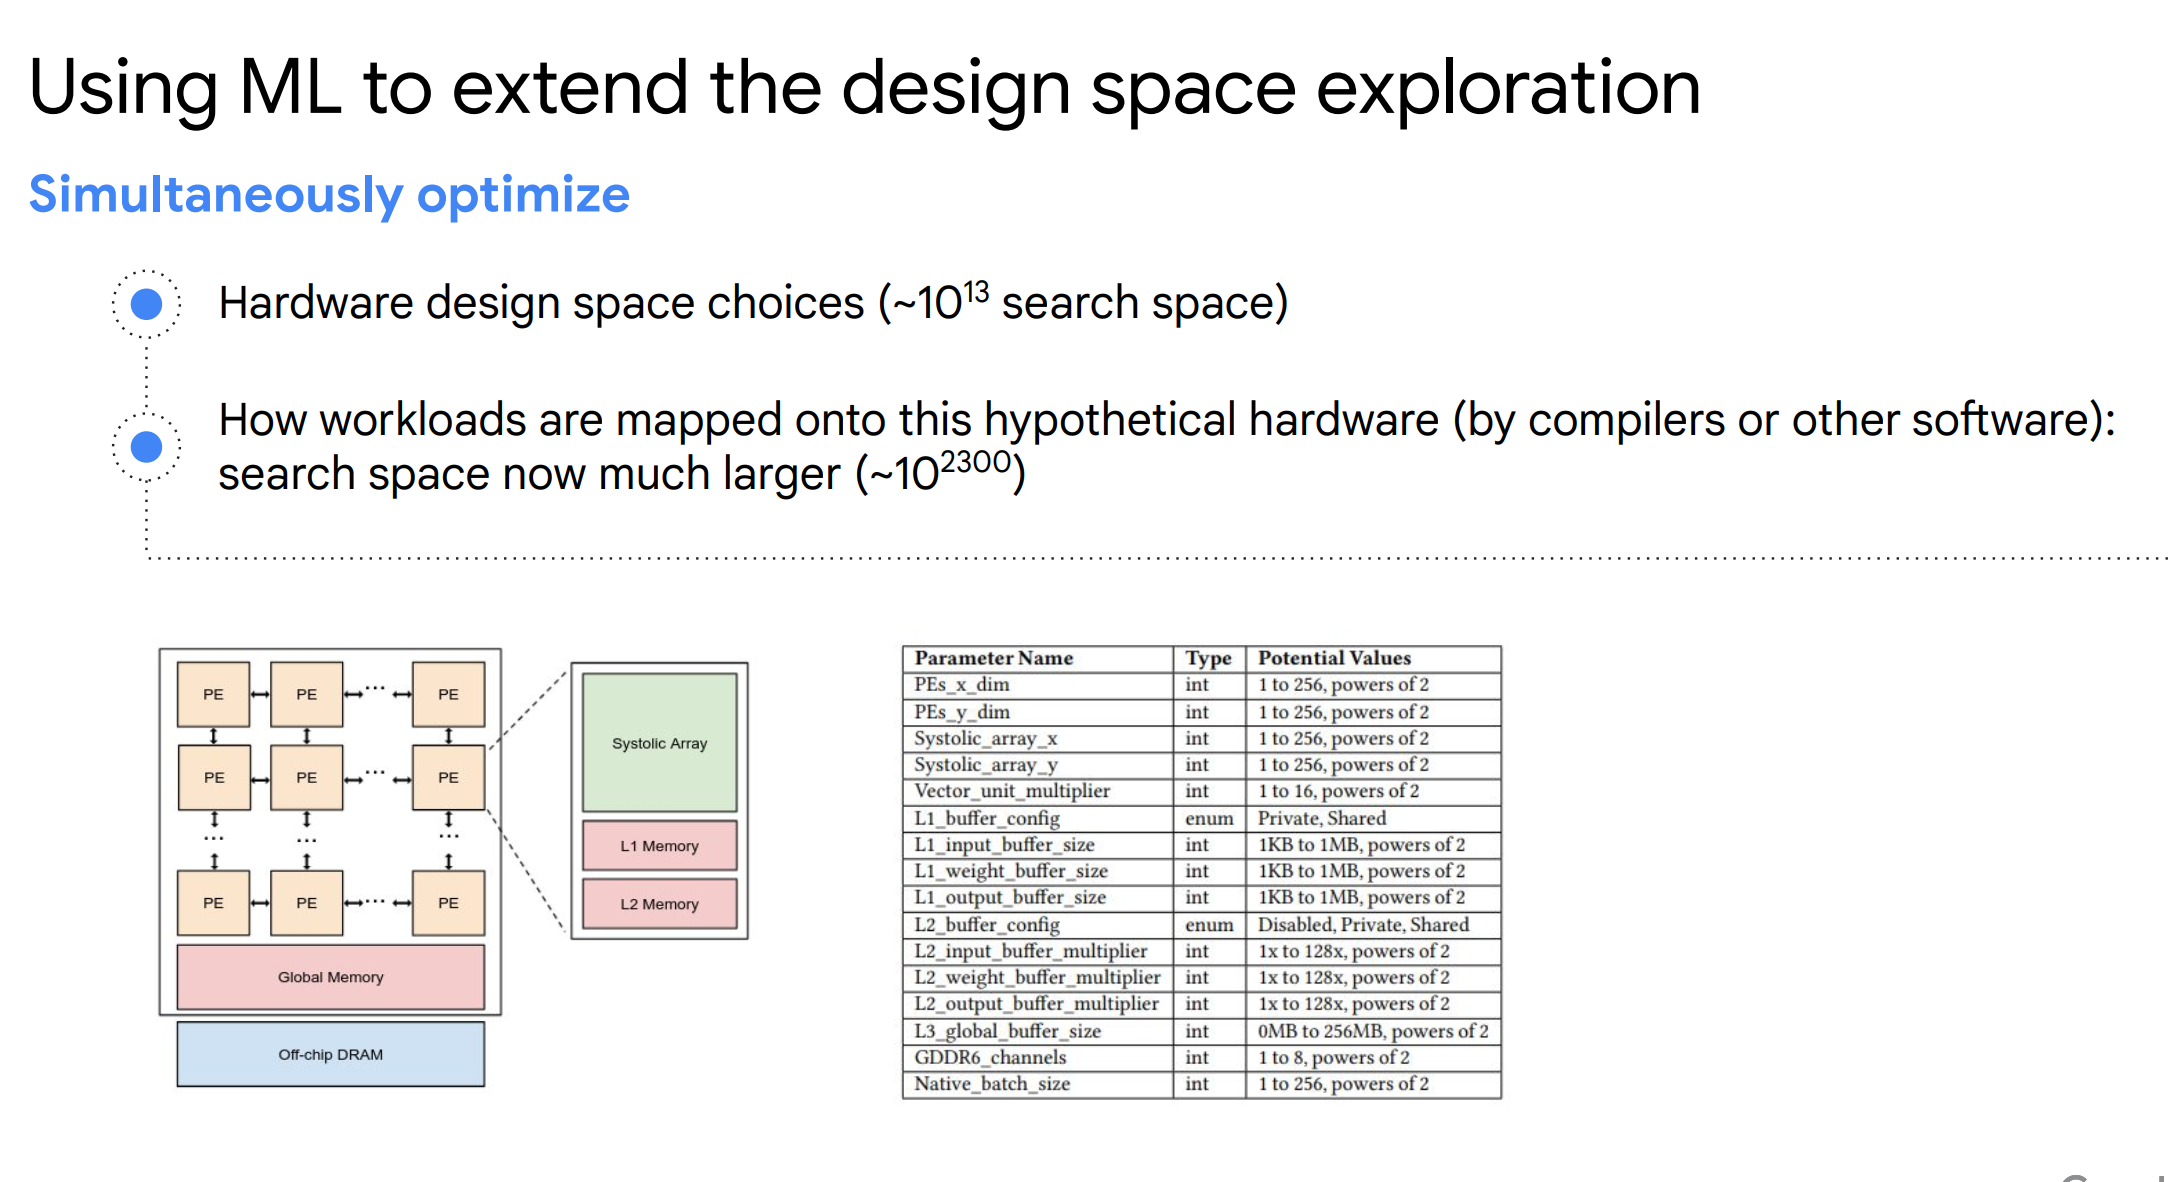 Using ML to extend the design space exploration
Simultaneously optimize
Hardware design space choices (~10¹³ search space)
How workloads are mapped onto this hypothetical hardware (by compilers or other software):
search space now much larger (~10²³⁰⁰)
PE PE ... PE
PE PE ... PE
... ... ...
PE PE ... PE
Global Memory
Off-chip DRAM
Systolic Array
L1 Memory
L2 Memory
Parameter Name Type Potential Values
PEs_x_dim int 1 to 256, powers of 2
PEs_y_dim int 1 to 256, powers of 2
Systolic_array_x int 1 to 256, powers of 2
Systolic_array_y int 1 to 256, powers of 2
Vector_unit_multiplier int 1 to 16, powers of 2
L1_buffer_config enum Private, Shared
L1_input_buffer_size int 1KB to 1MB, powers of 2
L1_weight_buffer_size int 1KB to 1MB, powers of 2
L1_output_buffer_size int 1KB to 1MB, powers of 2
L2_buffer_config enum Disabled, Private, Shared
L2_input_buffer_multiplier int 1x to 128x, powers of 2
L2_weight_buffer_multiplier int 1x to 128x, powers of 2
L2_output_buffer_multiplier int 1x to 128x, powers of 2
L3_global_buffer_size int 0MB to 256MB, powers of 2
GDDR6_channels int 1 to 8, powers of 2
Native_batch_size int 1 to 256, powers of 2